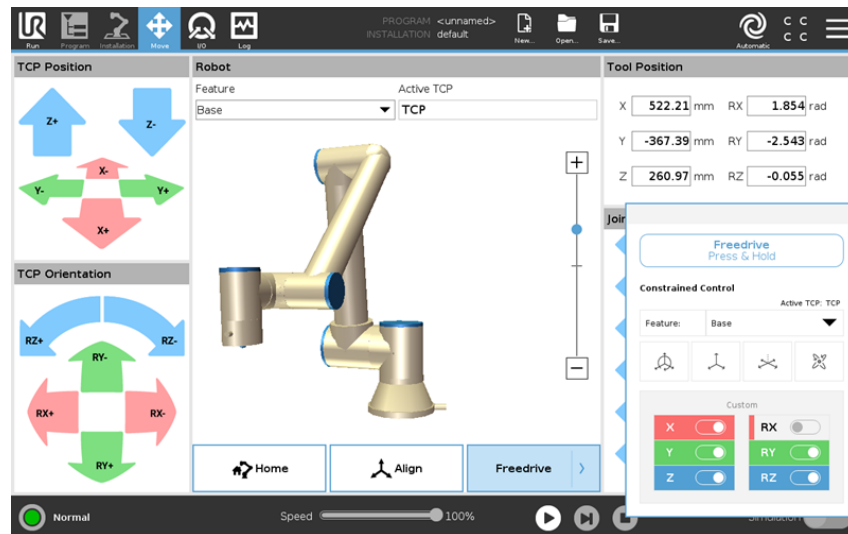 UR
Run
Program
Installation
Move
I/O
Log
PROGRAM <unnamed>
INSTALLATION default
New...
Open...
Save...
Automatic
C C
C C
TCP Position
Z+
Z-
X-
Y-
Y+
X+
TCP Orientation
RZ+
RZ-
RY-
RX+
RX-
RY+
Robot
Feature
Active TCP
Base
TCP
+
−
Home
Align
Freedrive
Tool Position
X 522.21 mm RX 1.854 rad
Y -367.39 mm RY -2.543 rad
Z 260.97 mm RZ -0.055 rad
Freedrive
Press & Hold
Constrained Control
Active TCP: TCP
Feature: Base
Custom
X RX
Y RY
Z RZ
Normal
Speed 100%